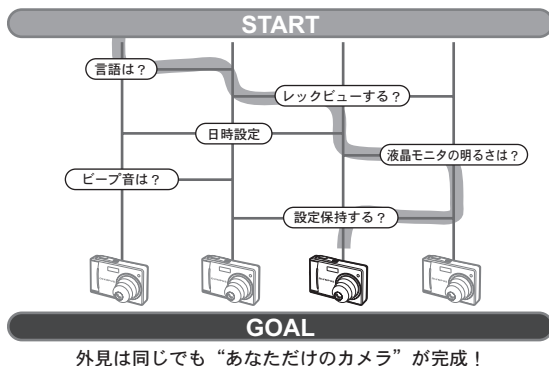 START
言語は？
レックビューする？
日時設定
液晶モニタの明るさは？
ビープ音は？
設定保持する？
GOAL
外見は同じでも“あなただけのカメラ”が完成！